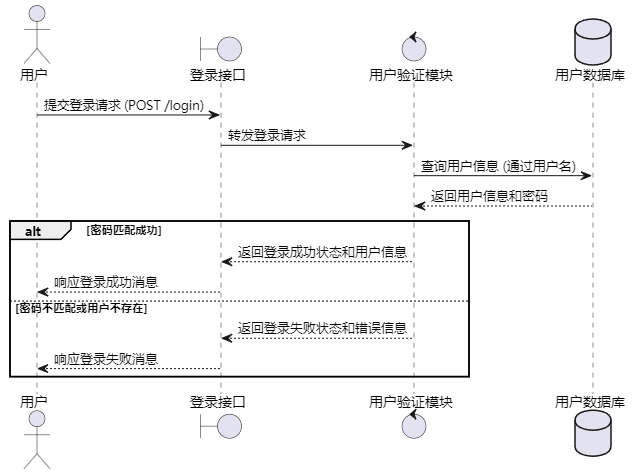 用户
登录接口
用户验证模块
用户数据库
提交登录请求 (POST /login)
转发登录请求
查询用户信息 (通过用户名)
返回用户信息和密码
alt [密码匹配成功]
返回登录成功状态和用户信息
响应登录成功消息
[密码不匹配或用户不存在]
返回登录失败状态和错误信息
响应登录失败消息
用户
登录接口
用户验证模块
用户数据库